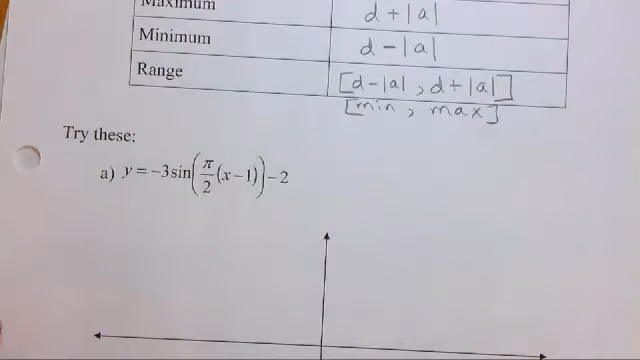 Maximum d + |a|
Minimum d - |a|
Range [d-|a| , d+|a|]
[min , max]
Try these:
a) y = -3sin(π/2(x-1))-2